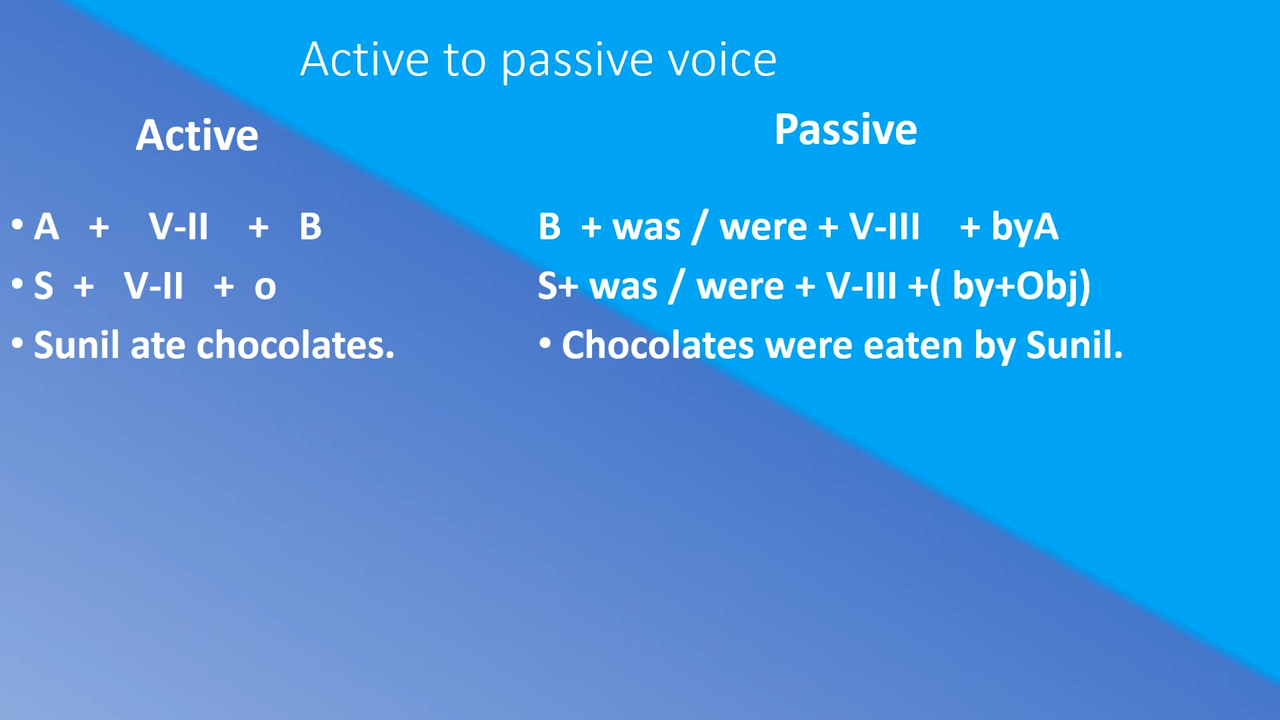 Active to passive voice
Active
Passive
• A + V-II + B
B + was / were + V-III + byA
• S + V-II + o
S+ was / were + V-III +( by+Obj)
• Sunil ate chocolates.
• Chocolates were eaten by Sunil.